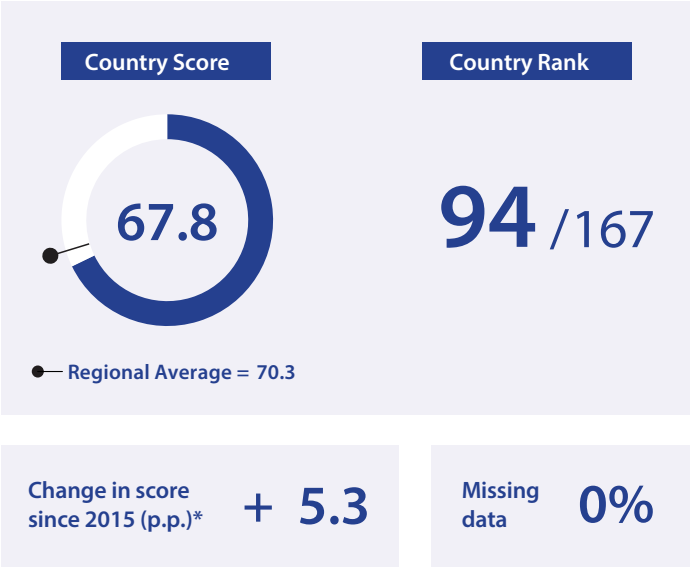 Country Score
Country Rank
67.8
94 /167
Regional Average = 70.3
Change in score
since 2015 (p.p.)*
+ 5.3
Missing
data
0%